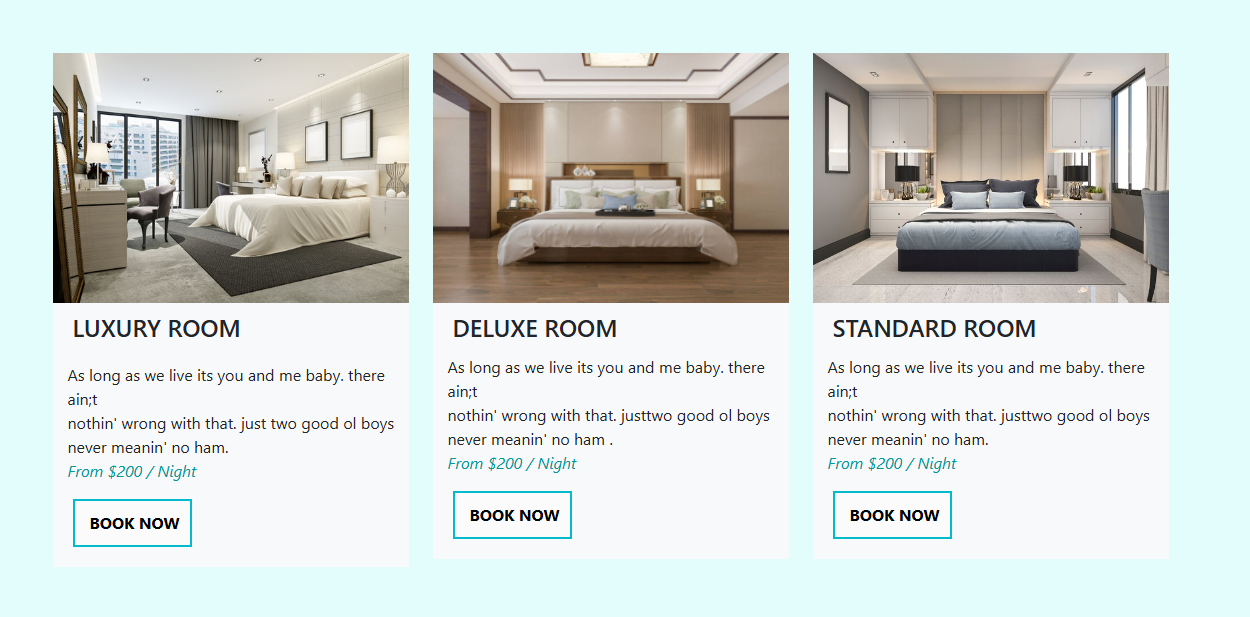 LUXURY ROOM
As long as we live its you and me baby. there
ain;t
nothin' wrong with that. just two good ol boys
never meanin' no ham.
From $200 / Night
BOOK NOW
DELUXE ROOM
As long as we live its you and me baby. there
ain;t
nothin' wrong with that. justtwo good ol boys
never meanin' no ham .
From $200 / Night
BOOK NOW
STANDARD ROOM
As long as we live its you and me baby. there
ain;t
nothin' wrong with that. justtwo good ol boys
never meanin' no ham.
From $200 / Night
BOOK NOW